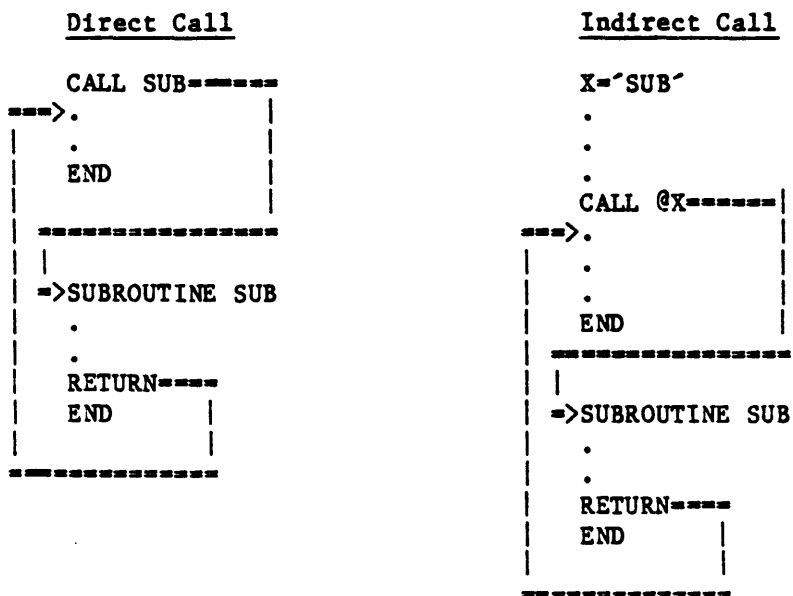 Direct Call
CALL SUB======
===>.
.
END
================
=>SUBROUTINE SUB
.
.
RETURN====
END
==============
Indirect Call
X=´SUB´
.
.
.
CALL @X======
===>.
.
.
END
================
=>SUBROUTINE SUB
.
.
RETURN====
END
==============